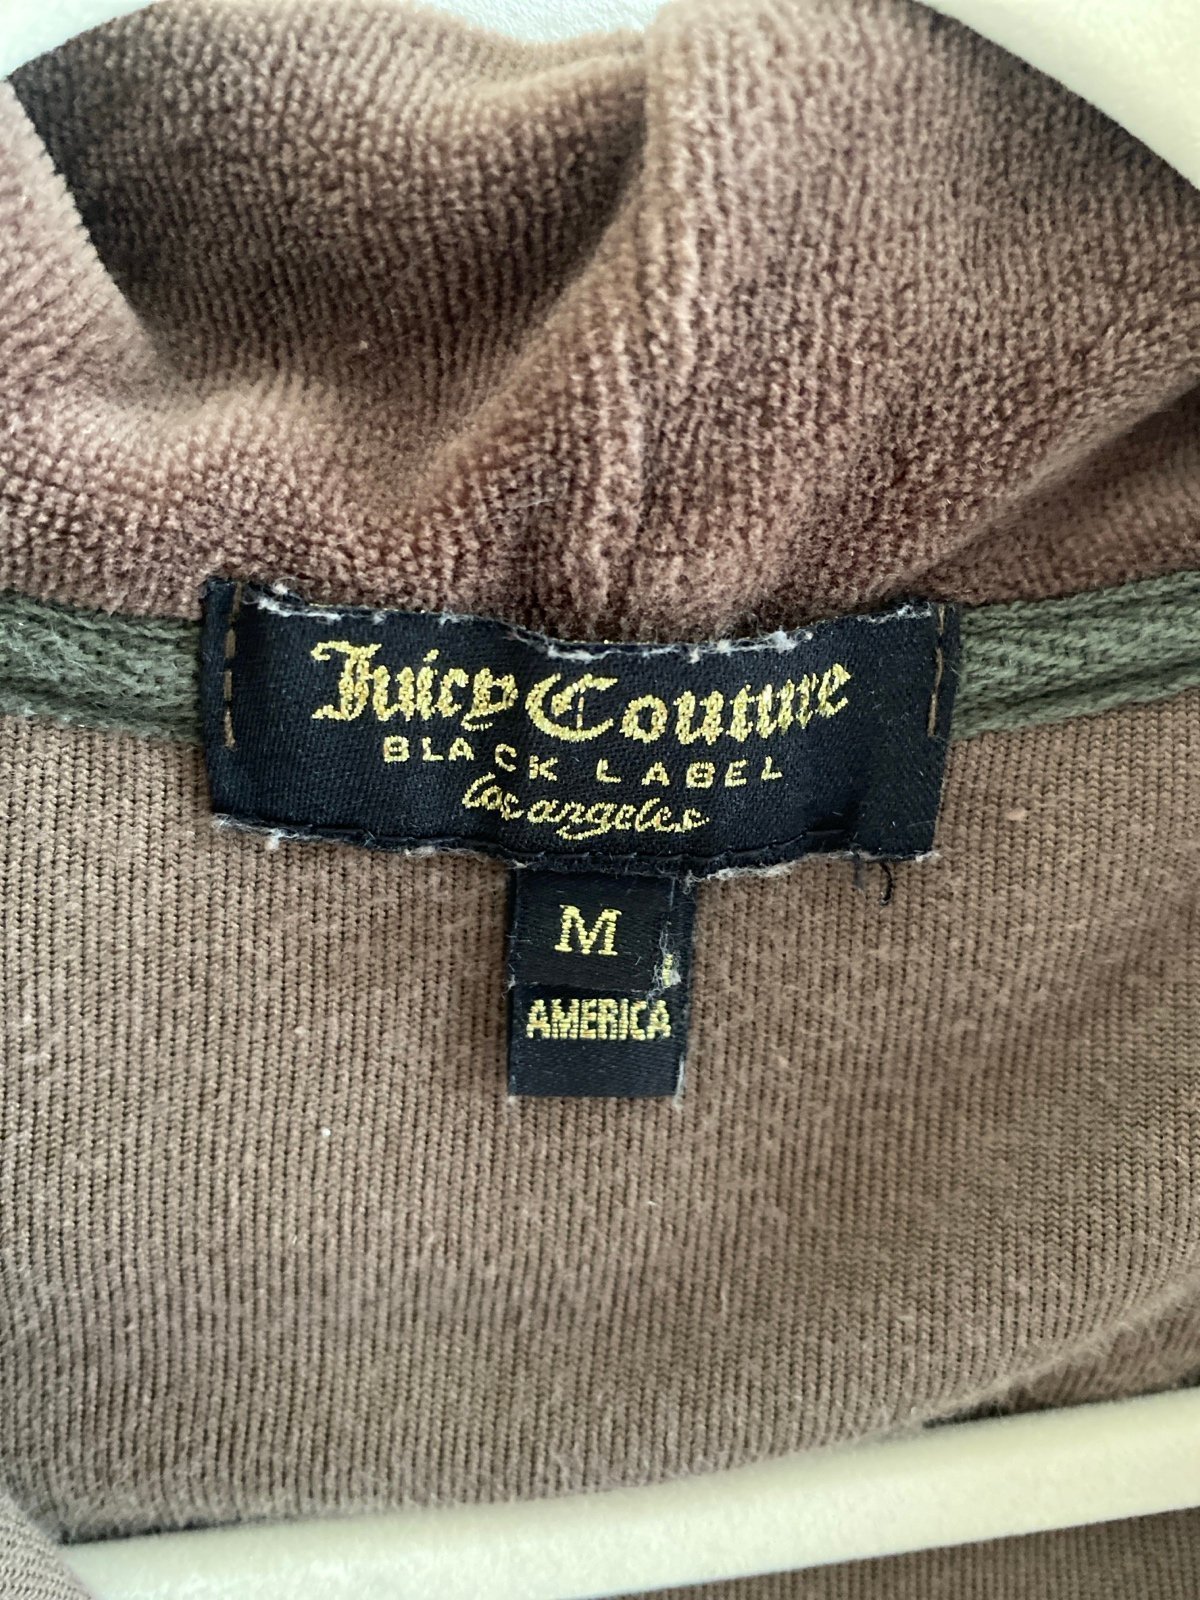 Juicy Couture
BLACK LABEL
Los angeles
M
AMERICA